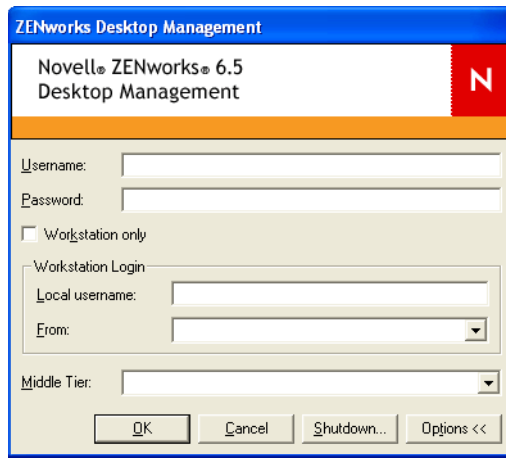 ZENworks Desktop Management
Novell® ZENworks® 6.5
Desktop Management
N
Username:
Password:
Workstation only
Workstation Login
Local username:
From:
Middle Tier:
OK Cancel Shutdown... Options <<